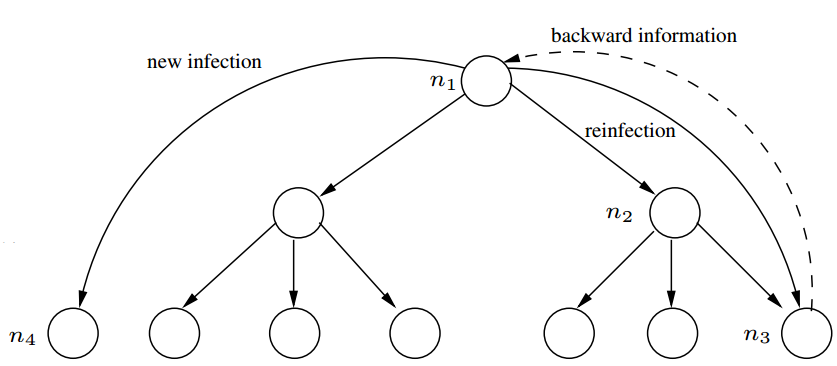 backward information
new infection
n1
reinfection
n2
n4
n3